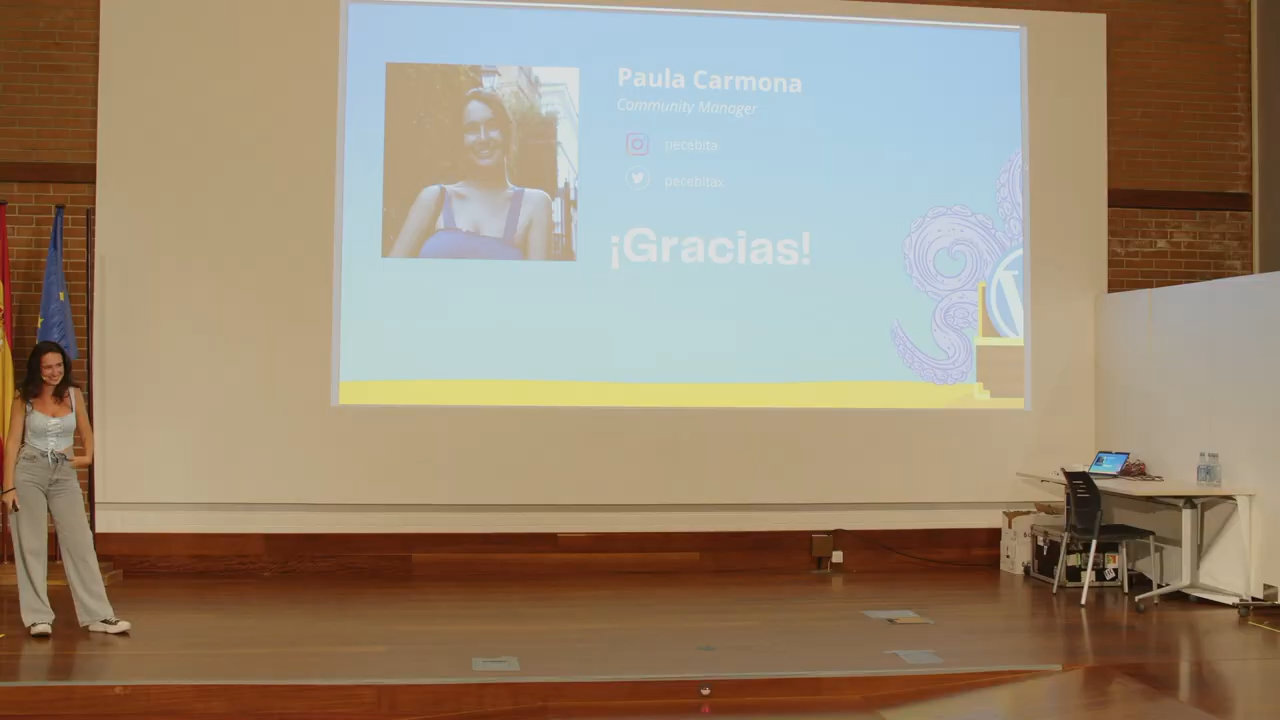 Paula Carmona
Community Manager
pecebita
pecebitax
¡Gracias!